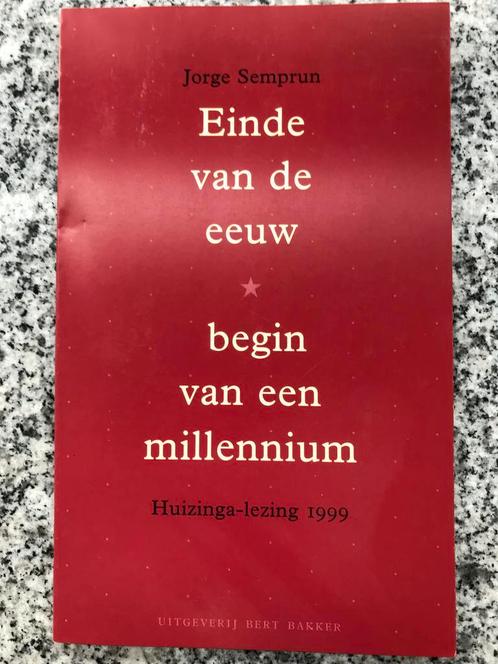 Jorge Semprun
Einde
van de
eeuw
begin
van een
millennium
Huizinga-lezing 1999
UITGEVERIJ BERT BAKKER